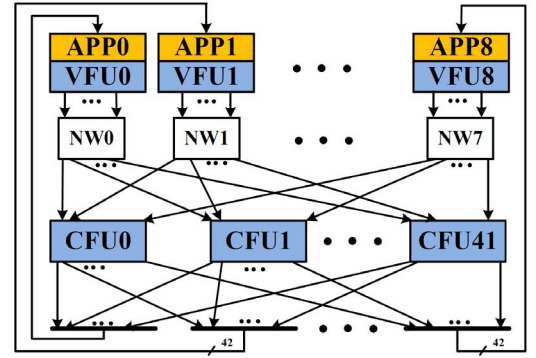 APP0 APP1 APP8
VFU0 VFU1 VFU8
NW0 NW1 NW7
CFU0 CFU1 CFU41
42 42